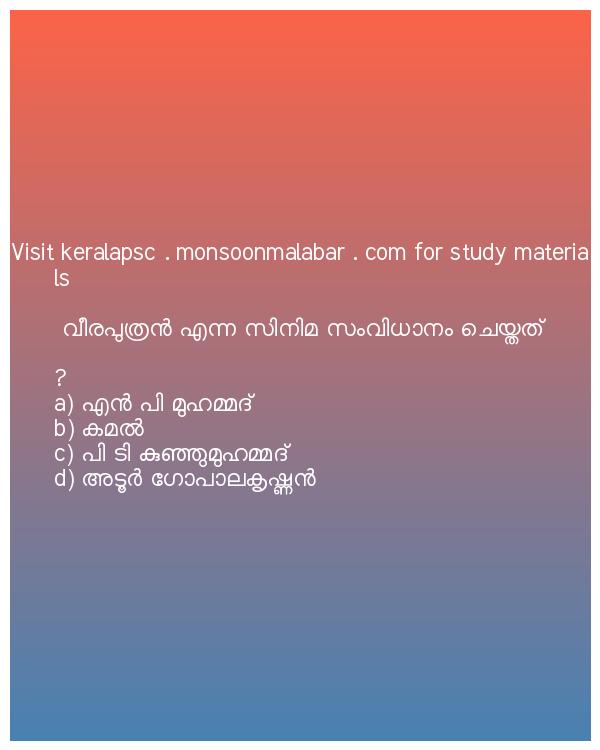 Visit keralapsc . monsoonmalabar . com for study materia
ls
വീരപുത്രൻ എന്ന സിനിമ സംവിധാനം ചെയ്തത്
?
a) എൻ പി മുഹമ്മദ്
b) കമൽ
c) പി ടി കുഞ്ഞുമുഹമ്മദ്
d) അടൂർ ഗോപാലകൃഷ്ണൻ